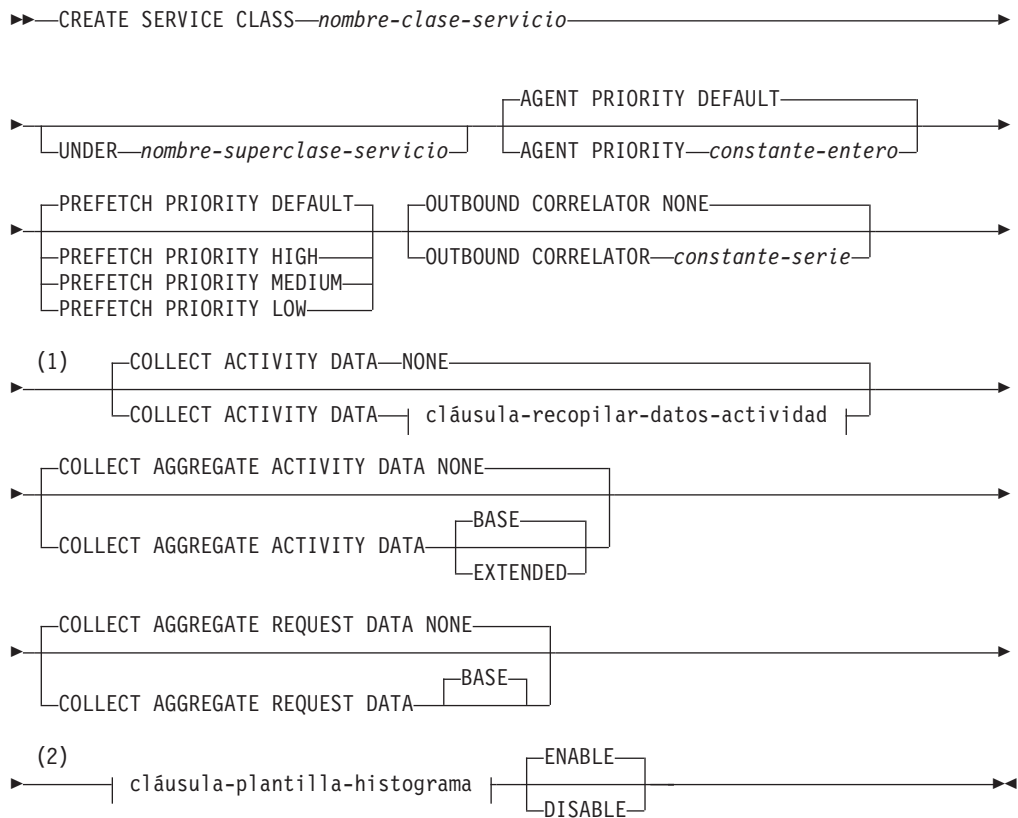 CREATE SERVICE CLASS nombre-clase-servicio
AGENT PRIORITY DEFAULT
UNDER nombre-superclase-servicio AGENT PRIORITY constante-entero
PREFETCH PRIORITY DEFAULT OUTBOUND CORRELATOR NONE
PREFETCH PRIORITY HIGH OUTBOUND CORRELATOR constante-serie
PREFETCH PRIORITY MEDIUM
PREFETCH PRIORITY LOW
(1) COLLECT ACTIVITY DATA NONE
COLLECT ACTIVITY DATA cláusula-recopilar-datos-actividad
COLLECT AGGREGATE ACTIVITY DATA NONE
BASE
COLLECT AGGREGATE ACTIVITY DATA
EXTENDED
COLLECT AGGREGATE REQUEST DATA NONE
BASE
COLLECT AGGREGATE REQUEST DATA
(2) ENABLE
cláusula-plantilla-histograma
DISABLE